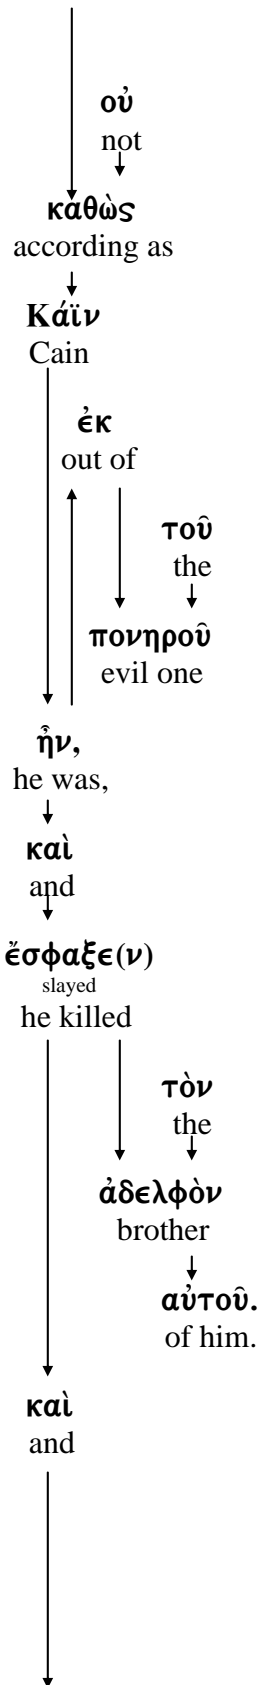 οὐ
not
καθὼς
according as
Κάϊν
Cain
ἐκ
out of
τοῦ
the
πονηροῦ
evil one
ἦν,
he was,
καὶ
and
ἔσφαξε(ν)
slayed
he killed
τὸν
the
ἀδελφὸν
brother
αὐτοῦ.
of him.
καὶ
and